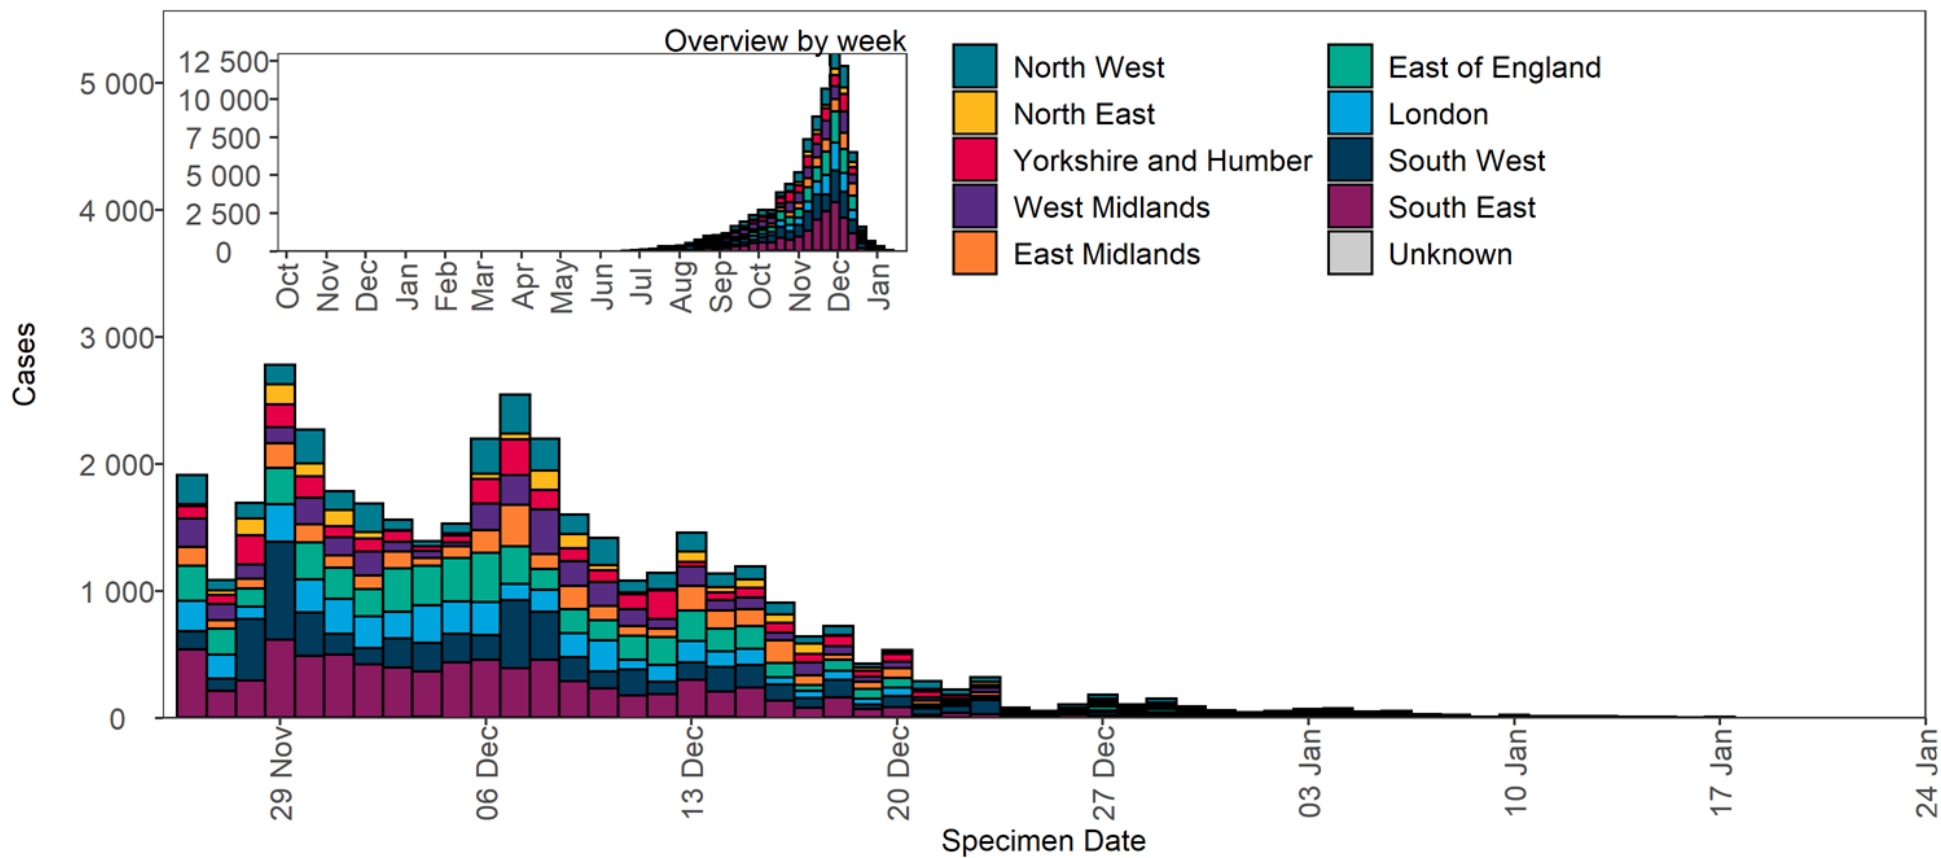 Overview by week
12 500
10 000
7 500
5 000
2 500
0
Oct Nov Dec Jan Feb Mar Apr May Jun Jul Aug Sep Oct Nov Dec Jan
North West
North East
Yorkshire and Humber
West Midlands
East Midlands
East of England
London
South West
South East
Unknown
Cases
5 000
4 000
3 000
2 000
1 000
0
29 Nov 06 Dec 13 Dec 20 Dec 27 Dec 03 Jan 10 Jan 17 Jan 24 Jan
Specimen Date